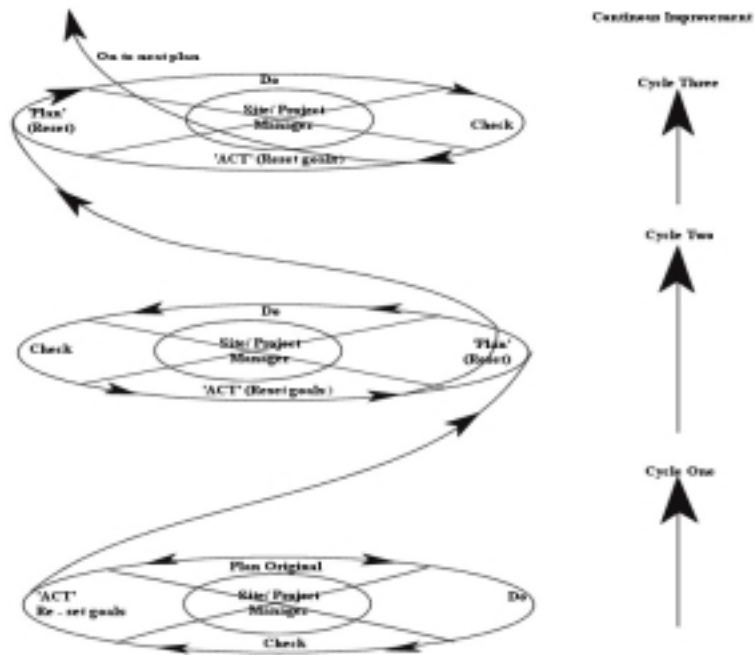 Continous Improvement
On to next plan
Do
Cycle Three
'Plan'
(Reset)
Site/ Project
Manager
Check
'ACT' (Reset goals)
Cycle Two
Do
Check
Site/ Project
Manager
'Plan'
(Reset)
'ACT' (Reset goals)
Cycle One
Plan Original
'ACT'
Re - set goals
Site/ Project
Manager
Do
Check